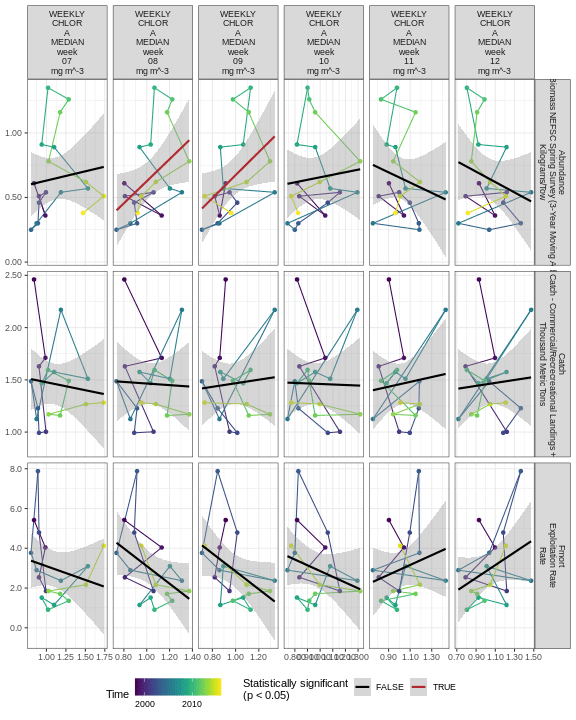 WEEKLY CHLOR A MEDIAN week 07 mg m^-3
WEEKLY CHLOR A MEDIAN week 08 mg m^-3
WEEKLY CHLOR A MEDIAN week 09 mg m^-3
WEEKLY CHLOR A MEDIAN week 10 mg m^-3
WEEKLY CHLOR A MEDIAN week 11 mg m^-3
WEEKLY CHLOR A MEDIAN week 12 mg m^-3
1.00
0.50
0.00
Abundance
Biomass NEFSC Spring Survey (3-Year Moving A
Kilograms/Tow
2.50
2.00
1.50
1.00
Catch
Catch - Commercial/Recreational Landings +
Thousand Metric Tons
8.0
6.0
4.0
2.0
0.0
Fmort
Exploitation Rate
Rate
1.00 1.25 1.50 1.75
0.80 1.00 1.20 1.40
0.80 1.00 1.20
0.90 1.10 1.30
0.70 0.90 1.10 1.30 1.50
Time
2000 2010
Statistically significant
(p < 0.05)
FALSE
TRUE